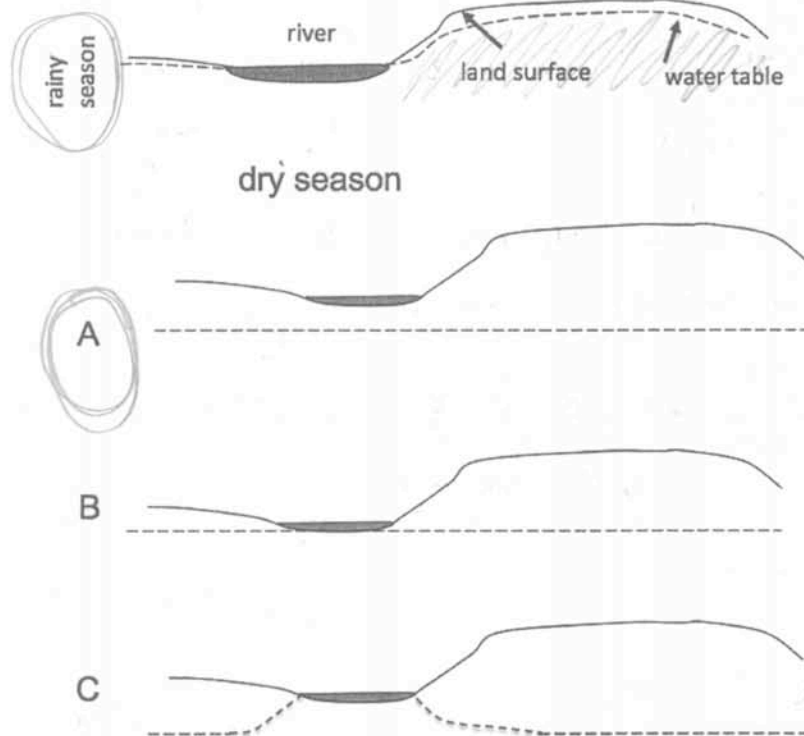 rainy
season
river
land surface
water table
dry season
A
B
C